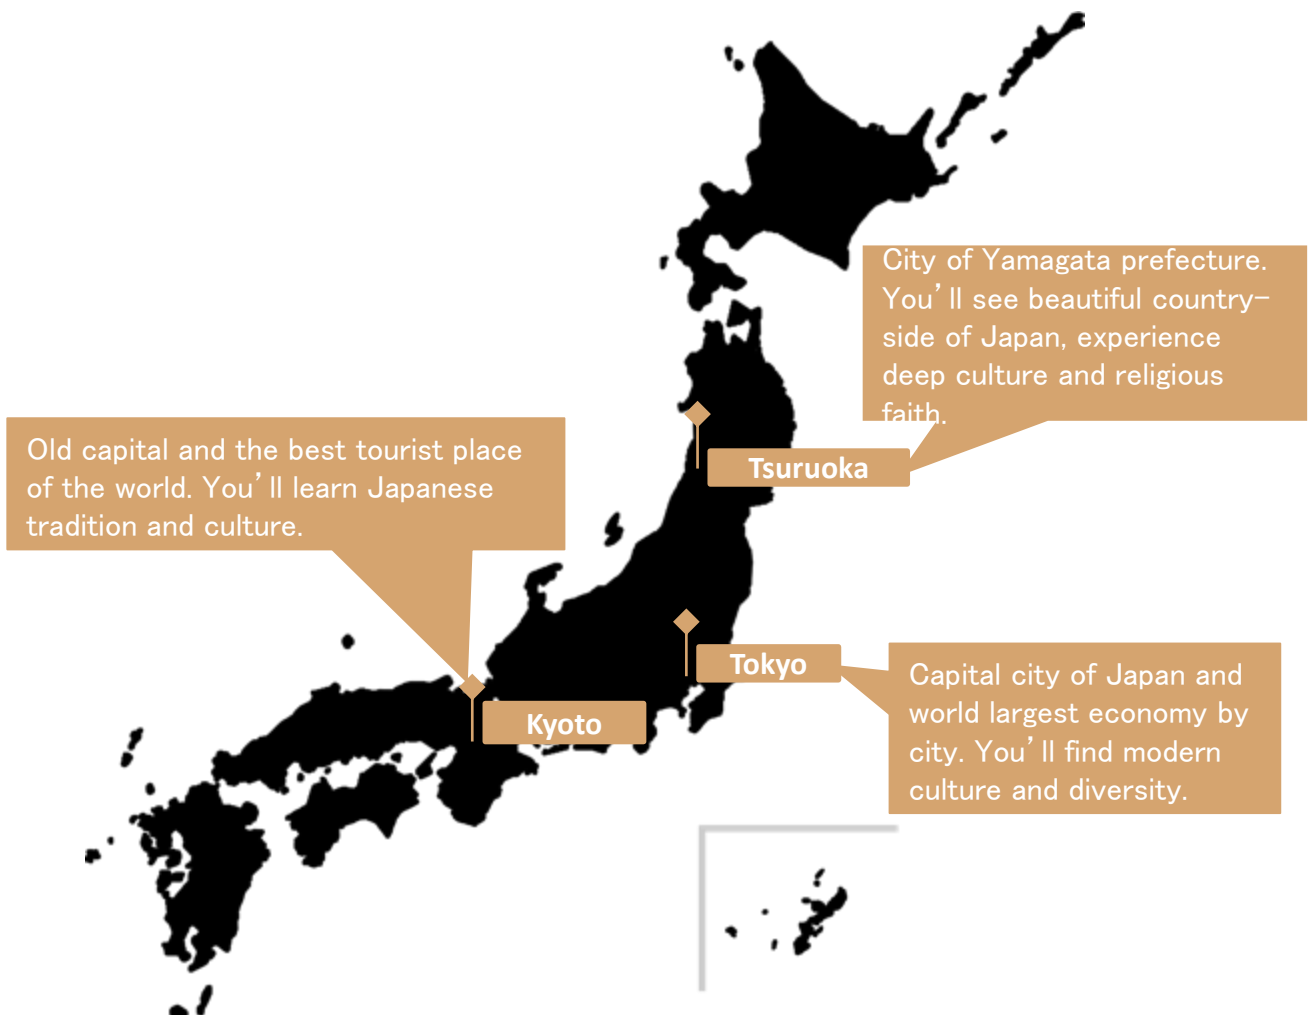 City of Yamagata prefecture.
You'll see beautiful country-
side of Japan, experience
deep culture and religious
faith.
Tsuruoka
Old capital and the best tourist place
of the world. You'll learn Japanese
tradition and culture.
Kyoto
Tokyo
Capital city of Japan and
world largest economy by
city. You'll find modern
culture and diversity.